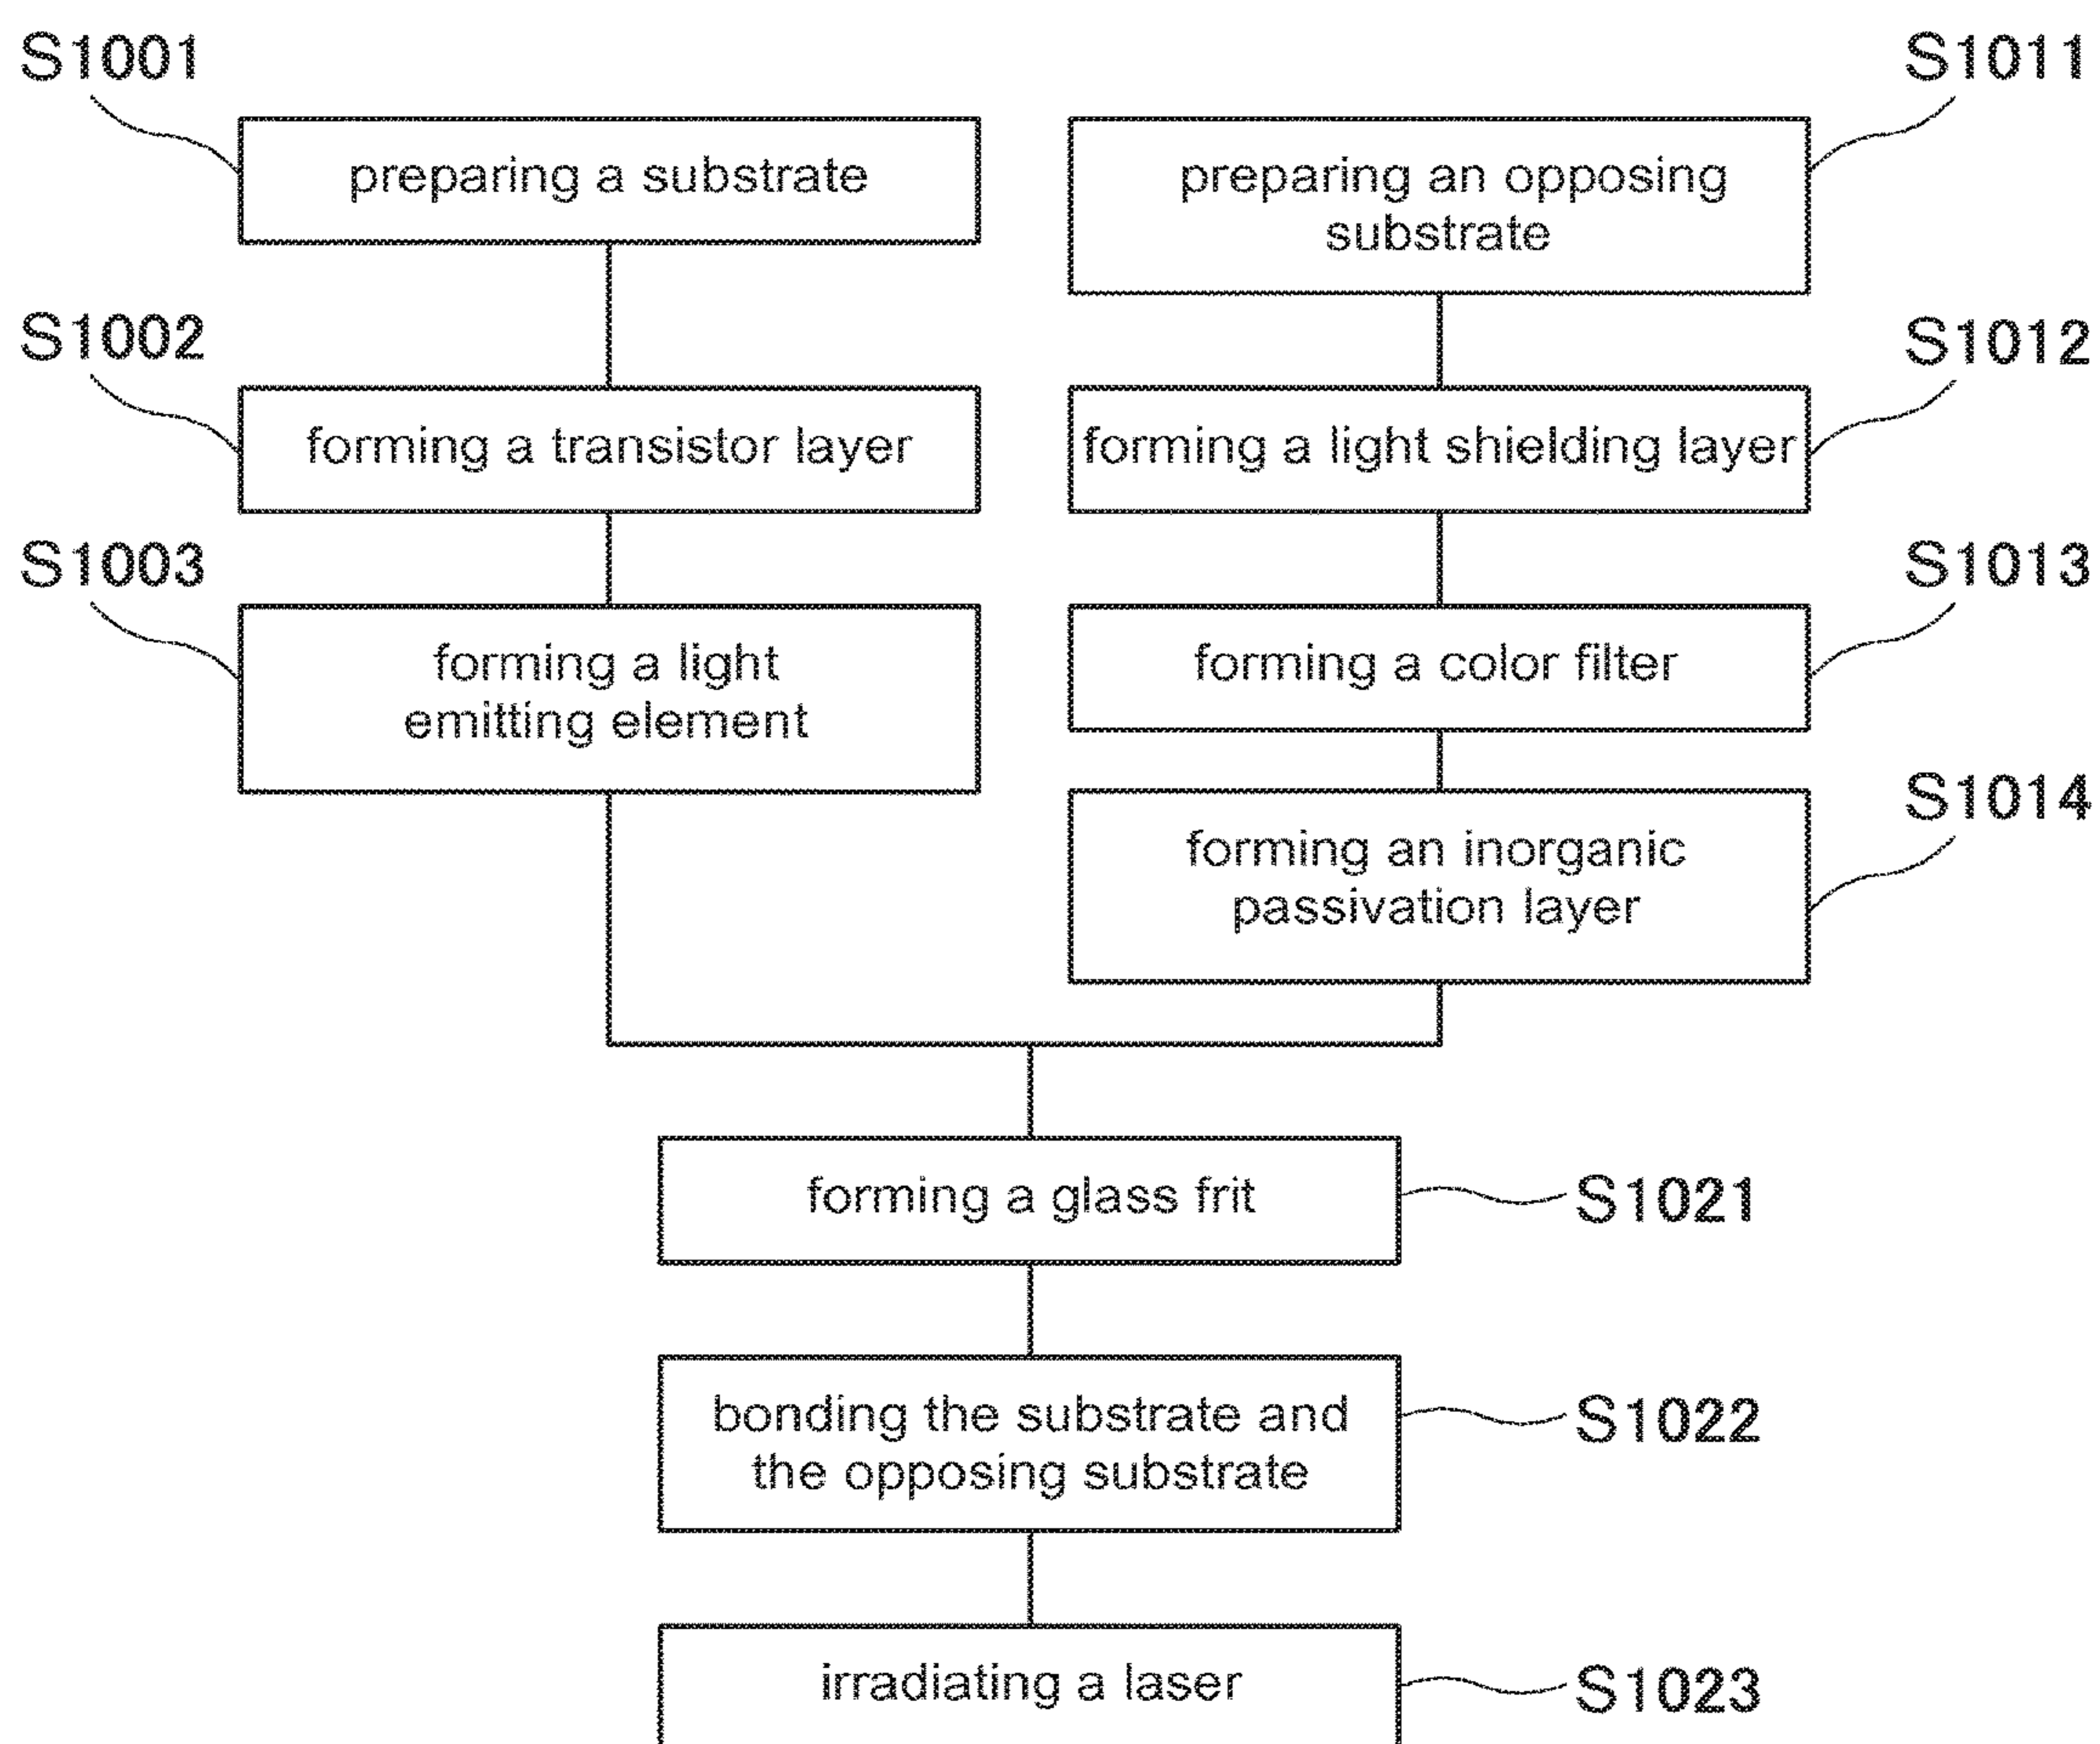 S1001
preparing a substrate
S1002
forming a transistor layer
S1003
forming a light
emitting element
S1011
preparing an opposing
substrate
S1012
forming a light shielding layer
S1013
forming a color filter
S1014
forming an inorganic
passivation layer
forming a glass frit
S1021
bonding the substrate and
the opposing substrate
S1022
irradiating a laser
S1023